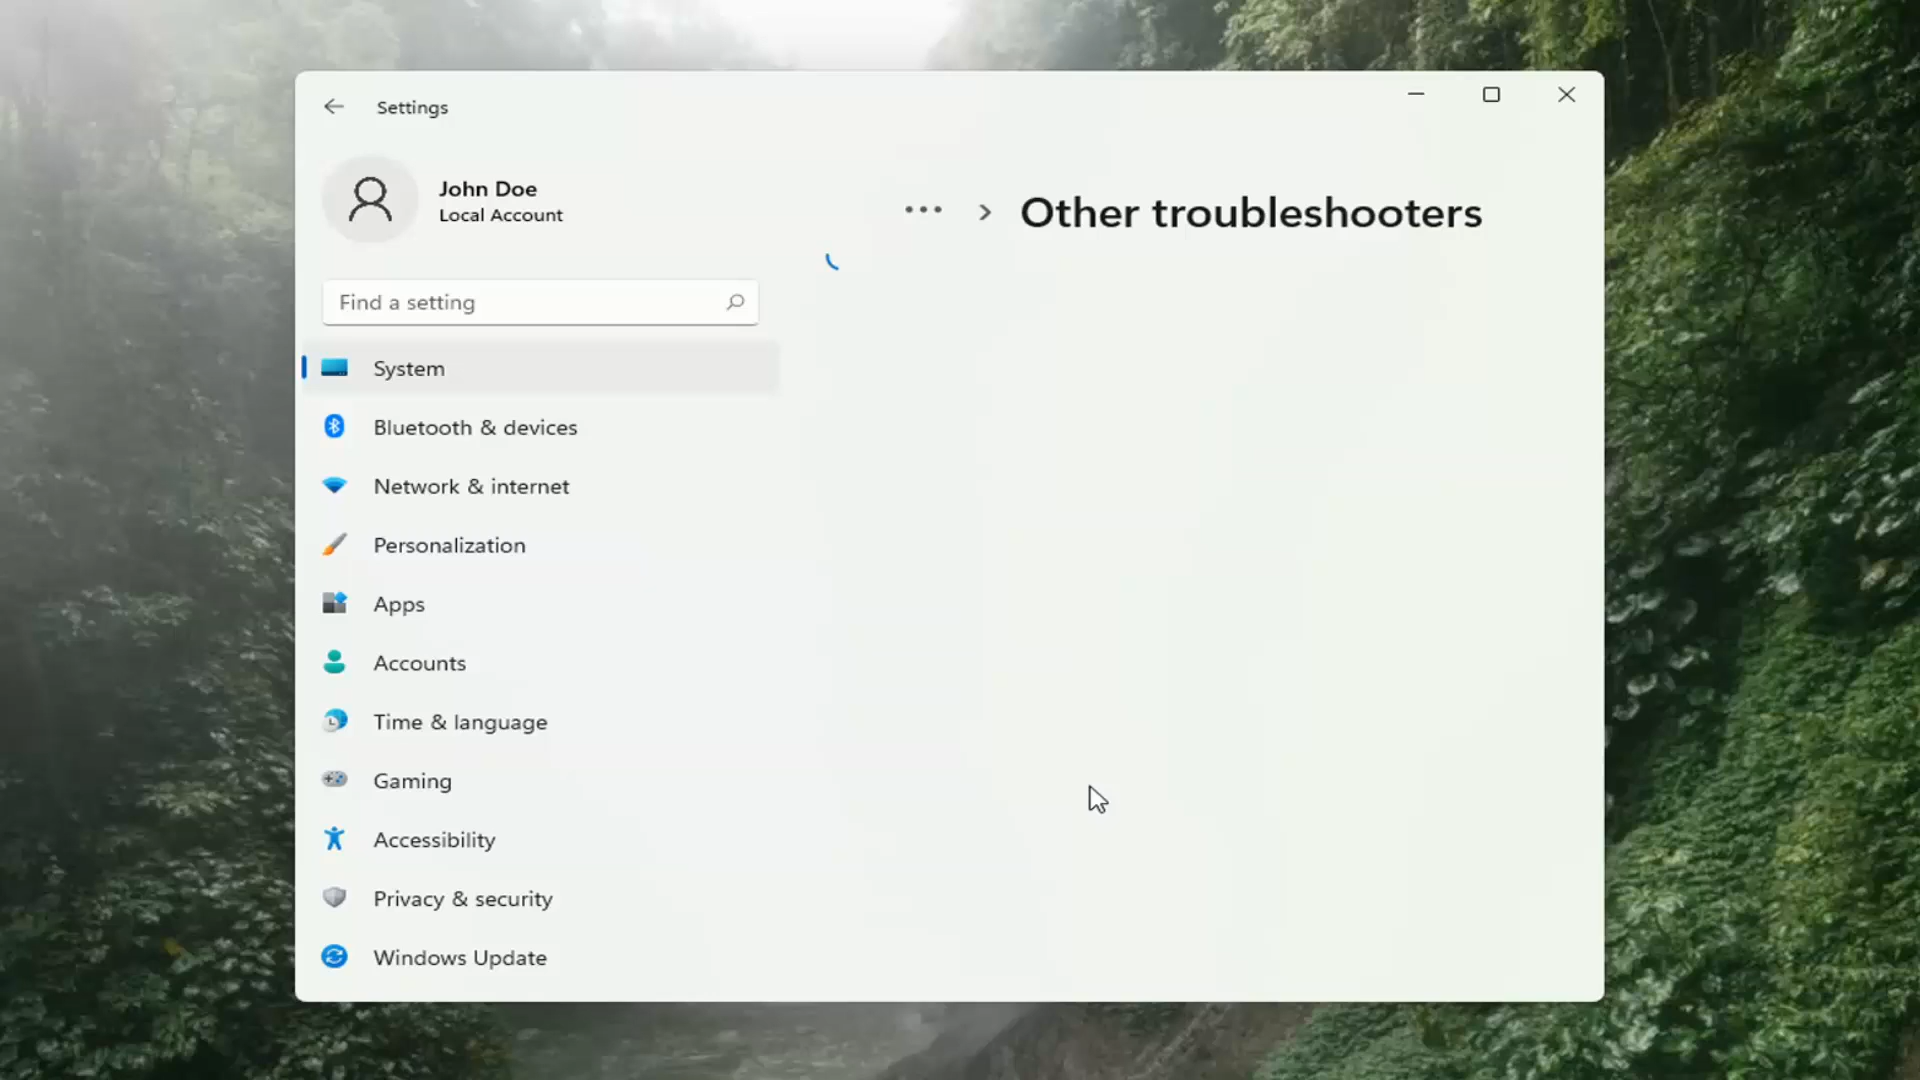 Settings
John Doe
Local Account
Find a setting
System
Bluetooth & devices
Network & internet
Personalization
Apps
Accounts
Time & language
Gaming
Accessibility
Privacy & security
Windows Update
... > Other troubleshooters